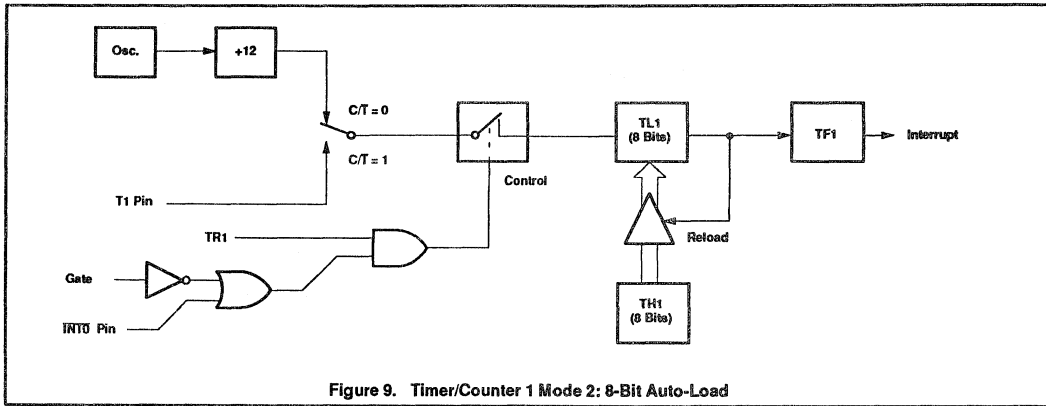 Osc.
+12
C/T = 0
C/T = 1
T1 Pin
TR1
Gate
INT0 Pin
Control
TL1
(8 Bits)
TF1
Interrupt
Reload
TH1
(8 Bits)
Figure 9. Timer/Counter 1 Mode 2: 8-Bit Auto-Load